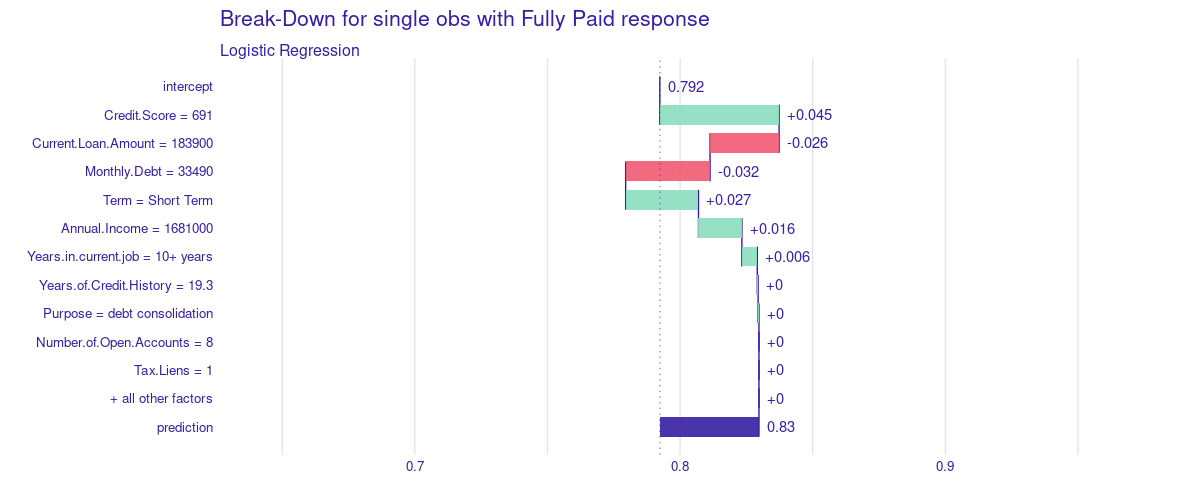 Break-Down for single obs with Fully Paid response
Logistic Regression
intercept 0.792
Credit.Score = 691 +0.045
Current.Loan.Amount = 183900 -0.026
Monthly.Debt = 33490 -0.032
Term = Short Term +0.027
Annual.Income = 1681000 +0.016
Years.in.current.job = 10+ years +0.006
Years.of.Credit.History = 19.3 +0
Purpose = debt consolidation +0
Number.of.Open.Accounts = 8 +0
Tax.Liens = 1 +0
+ all other factors +0
prediction 0.83
0.7 0.8 0.9